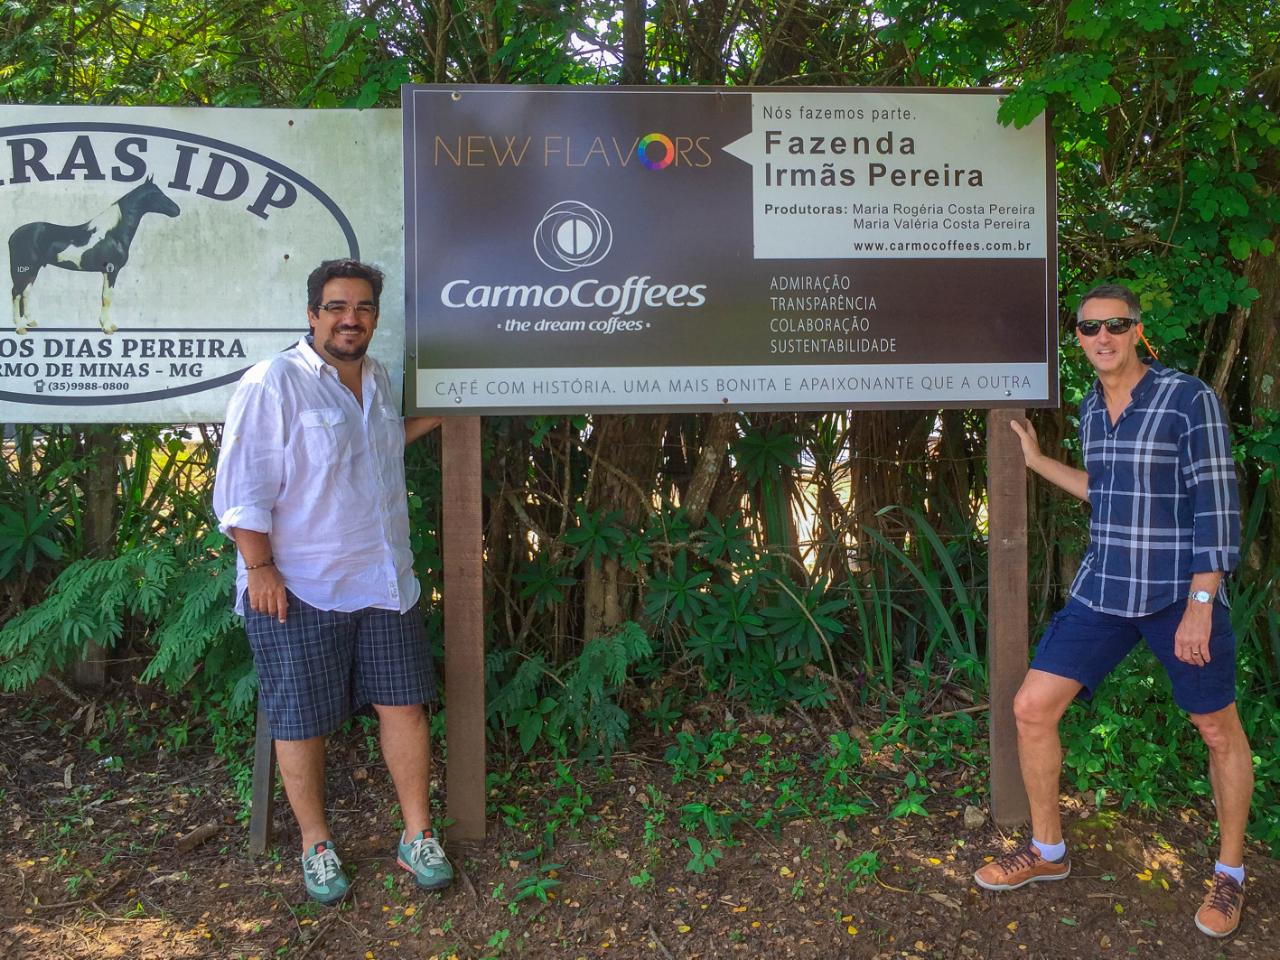 RAS IDP
IDP
OS DIAS PEREIRA
RMO DE MINAS - MG
(35)9988-0800
NEW FLAVORS
CarmoCoffees
· the dream coffees ·
Nós fazemos parte.
Fazenda
Irmãs Pereira
Produtoras: Maria Rogéria Costa Pereira
Maria Valéria Costa Pereira
www.carmocoffees.com.br
ADMIRAÇÃO
TRANSPARÊNCIA
COLABORAÇÃO
SUSTENTABILIDADE
CAFÉ COM HISTÓRIA. UMA MAIS BONITA E APAIXONANTE QUE A OUTRA